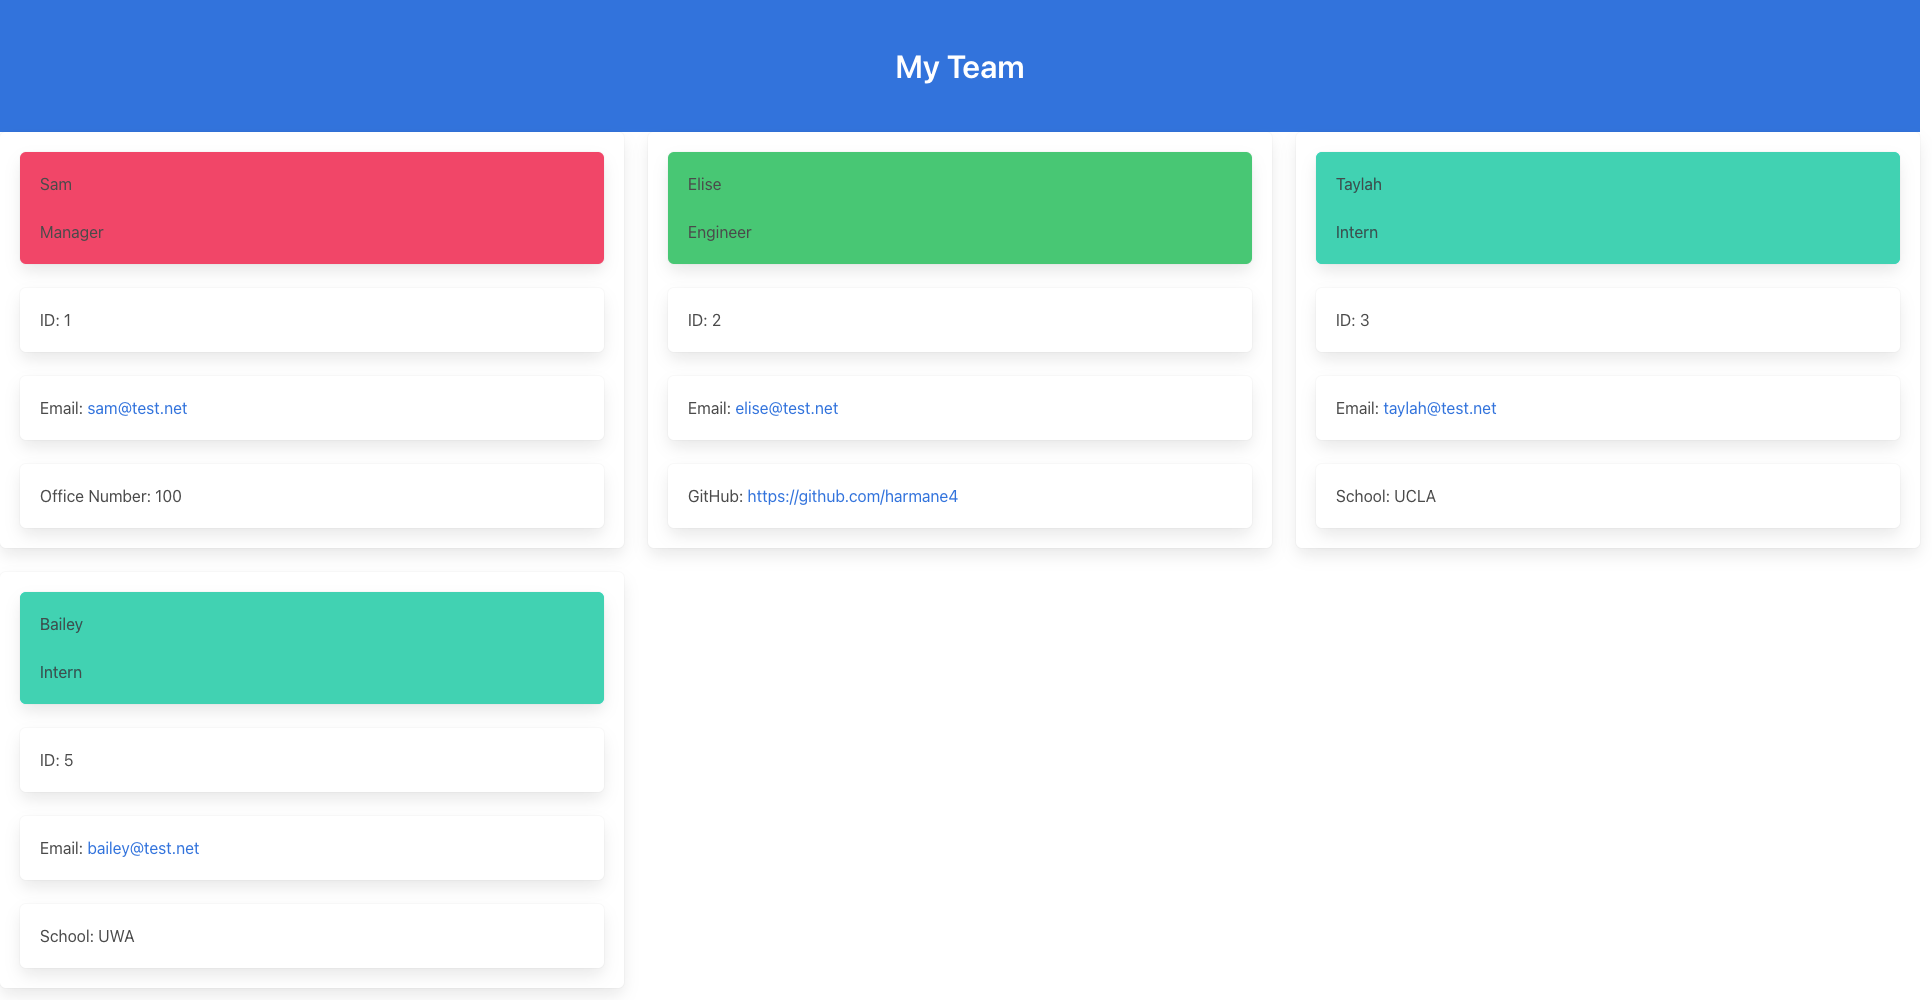 My Team
Sam
Manager
ID: 1
Email: sam@test.net
Office Number: 100
Elise
Engineer
ID: 2
Email: elise@test.net
GitHub: https://github.com/harmane4
Taylah
Intern
ID: 3
Email: taylah@test.net
School: UCLA
Bailey
Intern
ID: 5
Email: bailey@test.net
School: UWA